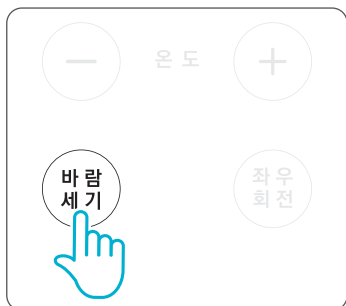 − 온 도 +
바 람
세 기
좌 우
회 전